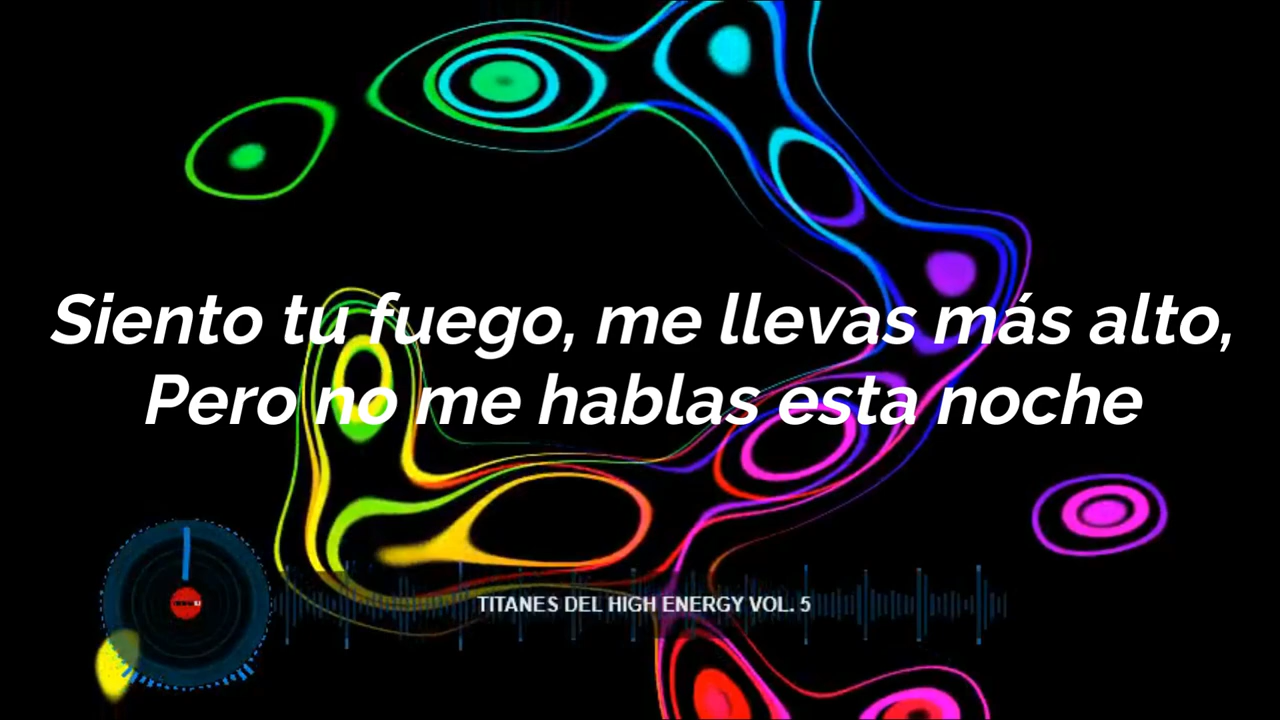 Siento tu fuego, me llevas más alto,
Pero no me hablas esta noche
TITANES DEL HIGH ENERGY VOL. 5